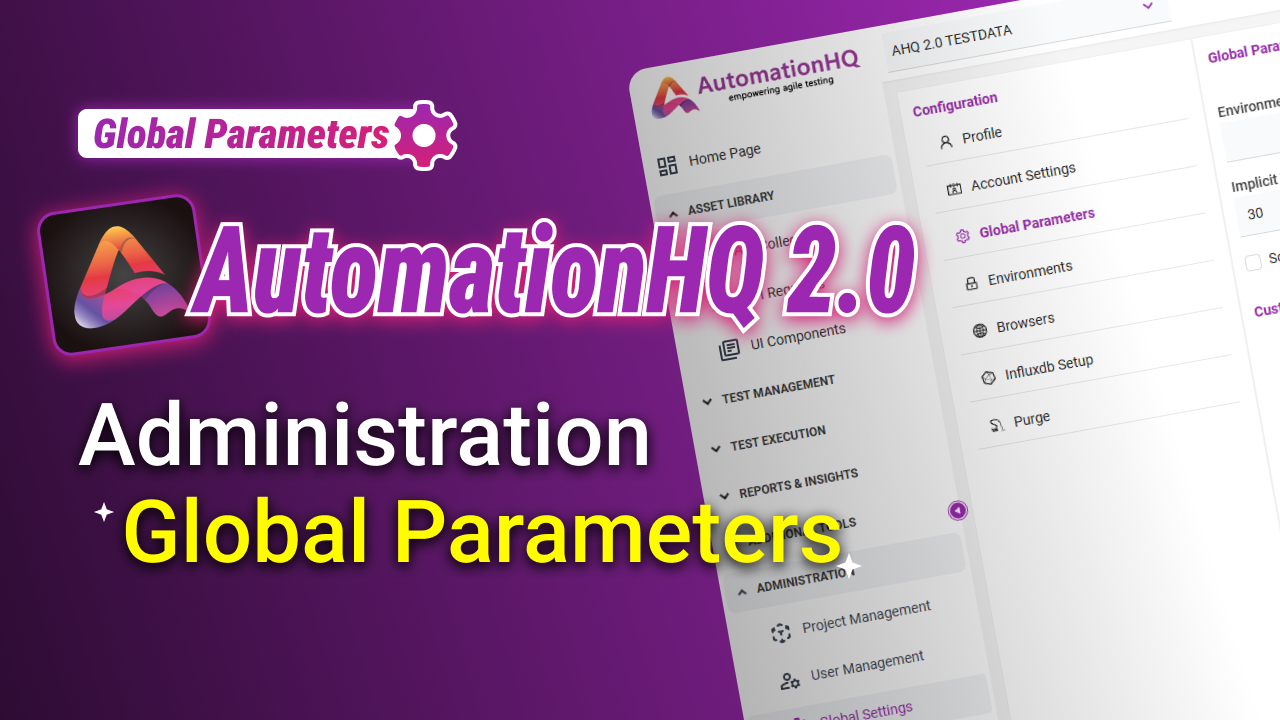 Global Parameters
AutomationHQ 2.0
Administration
Global Parameters
AutomationHQ
empowering agile testing
Home Page
ASSET LIBRARY
UI Components
TEST MANAGEMENT
TEST EXECUTION
REPORTS & INSIGHTS
TOOLS
ADMINISTRATION
Project Management
User Management
Global Settings
AHQ 2.0 TESTDATA
Configuration
Profile
Account Settings
Global Parameters
Environments
Browsers
Influxdb Setup
Purge
Global Para
Environme
Implicit
30
Sc
Cust